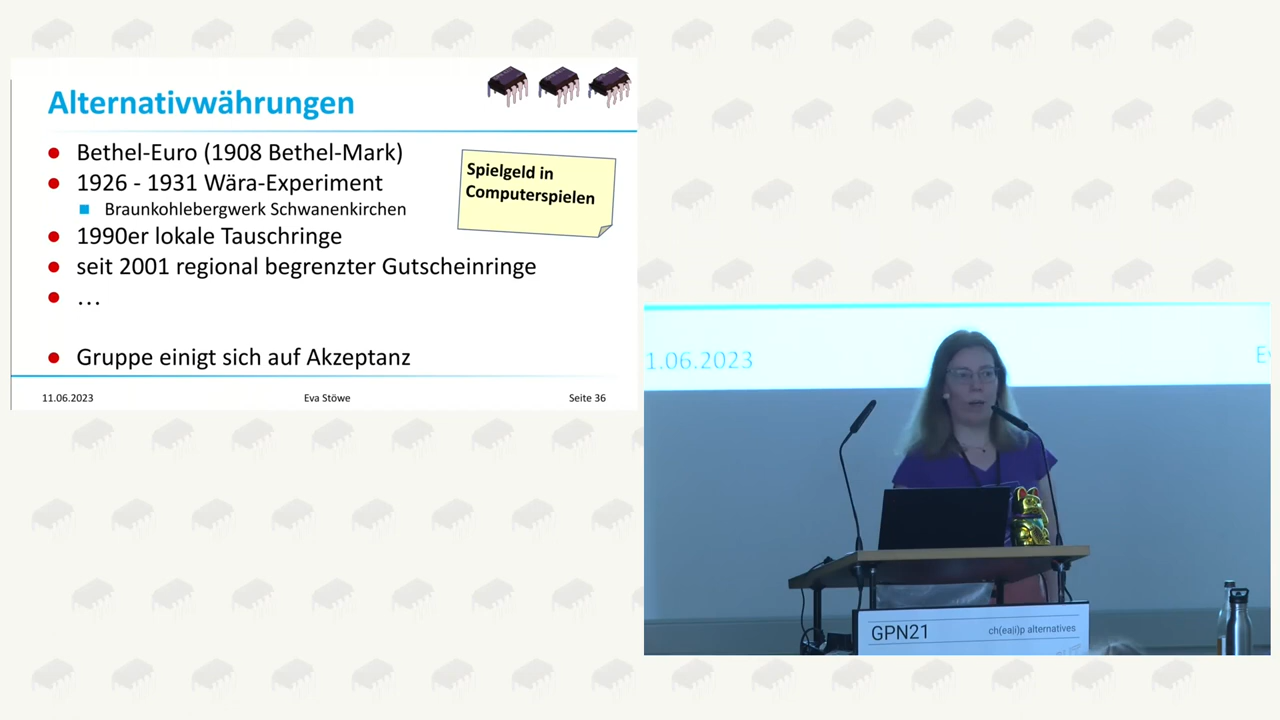 Alternativwährungen
Bethel-Euro (1908 Bethel-Mark)
1926 - 1931 Wära-Experiment
Braunkohlebergwerk Schwanenkirchen
1990er lokale Tauschringe
seit 2001 regional begrenzter Gutscheinringe
...
Gruppe einigt sich auf Akzeptanz
Spielgeld in
Computerspielen
11.06.2023 Eva Stöwe Seite 36
1.06.2023
GPN21 ch(ea|i)p alternatives